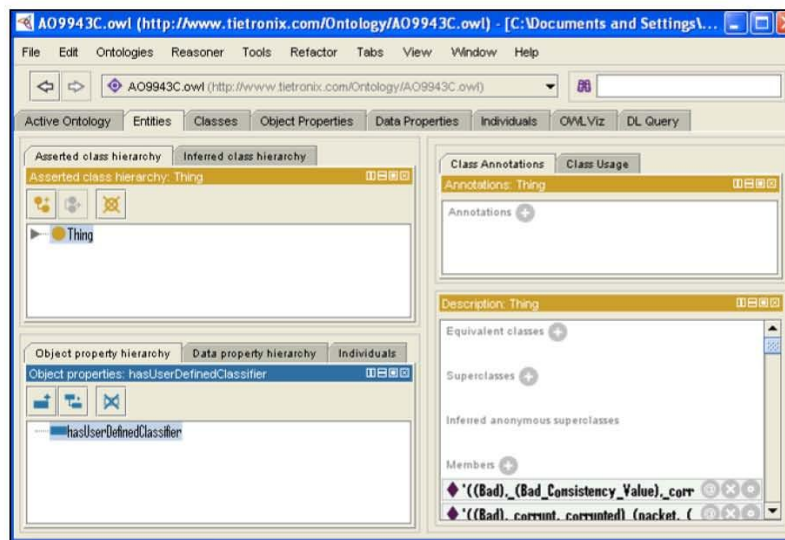 AO9943C.owl (http://www.tietronix.com/Ontology/AO9943C.owl) - [C:\Documents and Settings\...
File Edit Ontologies Reasoner Tools Refactor Tabs View Window Help
AO9943C.owl (http://www.tietronix.com/Ontology/AO9943C.owl)
Active Ontology Entities Classes Object Properties Data Properties Individuals OWLViz DL Query
Asserted class hierarchy Inferred class hierarchy
Asserted class hierarchy: Thing
Thing
Object property hierarchy Data property hierarchy Individuals
Object properties: hasUserDefinedClassifier
hasUserDefinedClassifier
Class Annotations Class Usage
Annotations: Thing
Annotations
Description: Thing
Equivalent classes
Superclasses
Inferred anonymous superclasses
Members
'((Bad),_(Bad_Consistency_Value),_corr
'((Bad)_corrupt_corrupted)_(packet_(